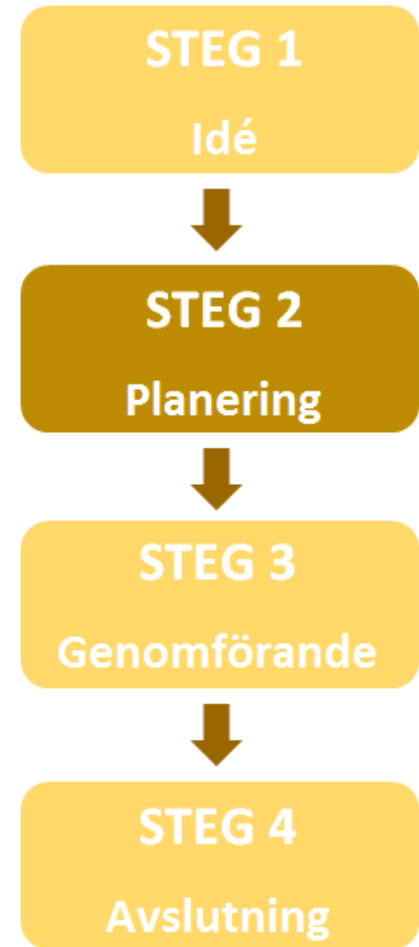 STEG 1
Idé
STEG 2
Planering
STEG 3
Genomförande
STEG 4
Avslutning